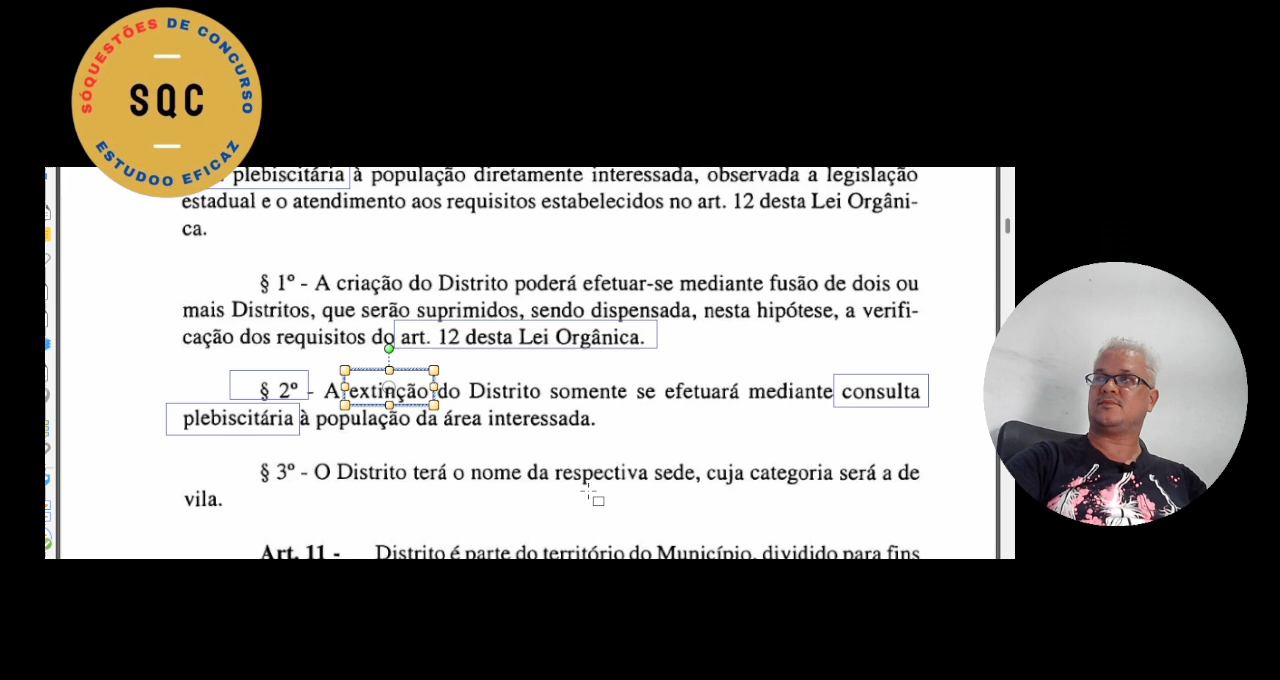 SÓQUESTÕES DE CONCURSO
SQC
ESTUDOO EFICAZ
plebiscitária à população diretamente interessada, observada a legislação
estadual e o atendimento aos requisitos estabelecidos no art. 12 desta Lei Orgâni-
ca.
§ 1º - A criação do Distrito poderá efetuar-se mediante fusão de dois ou
mais Distritos, que serão suprimidos, sendo dispensada, nesta hipótese, a verifi-
cação dos requisitos do art. 12 desta Lei Orgânica.
§ 2º - A extinção do Distrito somente se efetuará mediante consulta
plebiscitária à população da área interessada.
§ 3º - O Distrito terá o nome da respectiva sede, cuja categoria será a de
vila.
Art. 11 - Distrito é parte do território do Município, dividido para fins